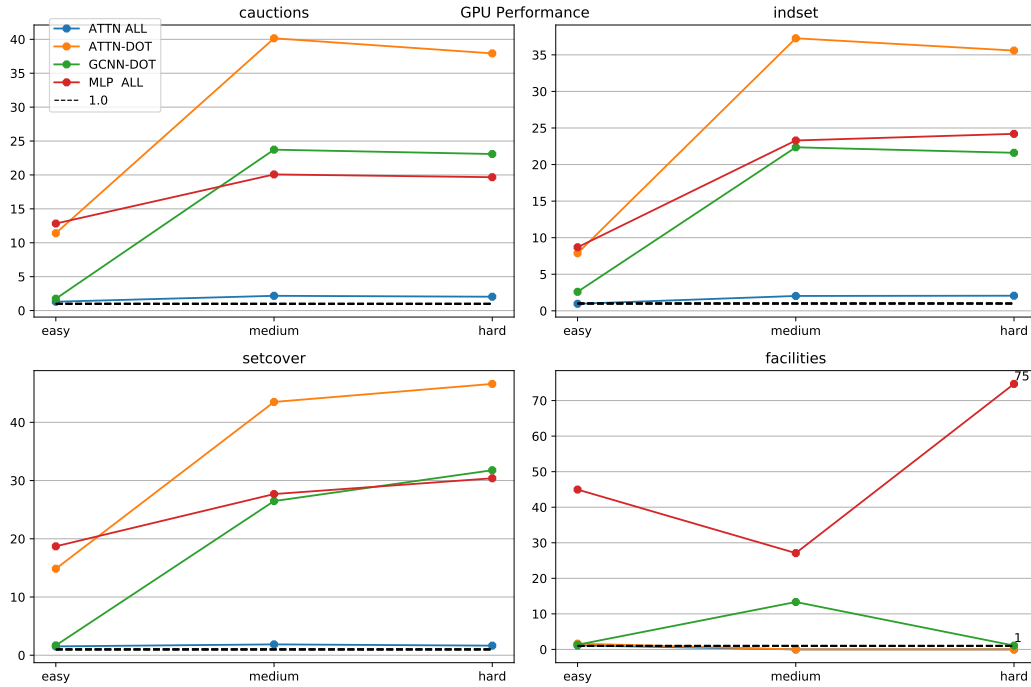 GPU Performance
cauctions
ATTN ALL
ATTN-DOT
GCNN-DOT
MLP  ALL
1.0
40
35
30
25
20
15
10
5
0
easy medium hard
indset
35
30
25
20
15
10
5
0
easy medium hard
setcover
40
30
20
10
0
easy medium hard
facilities
75
70
60
50
40
30
20
10
1
0
easy medium hard